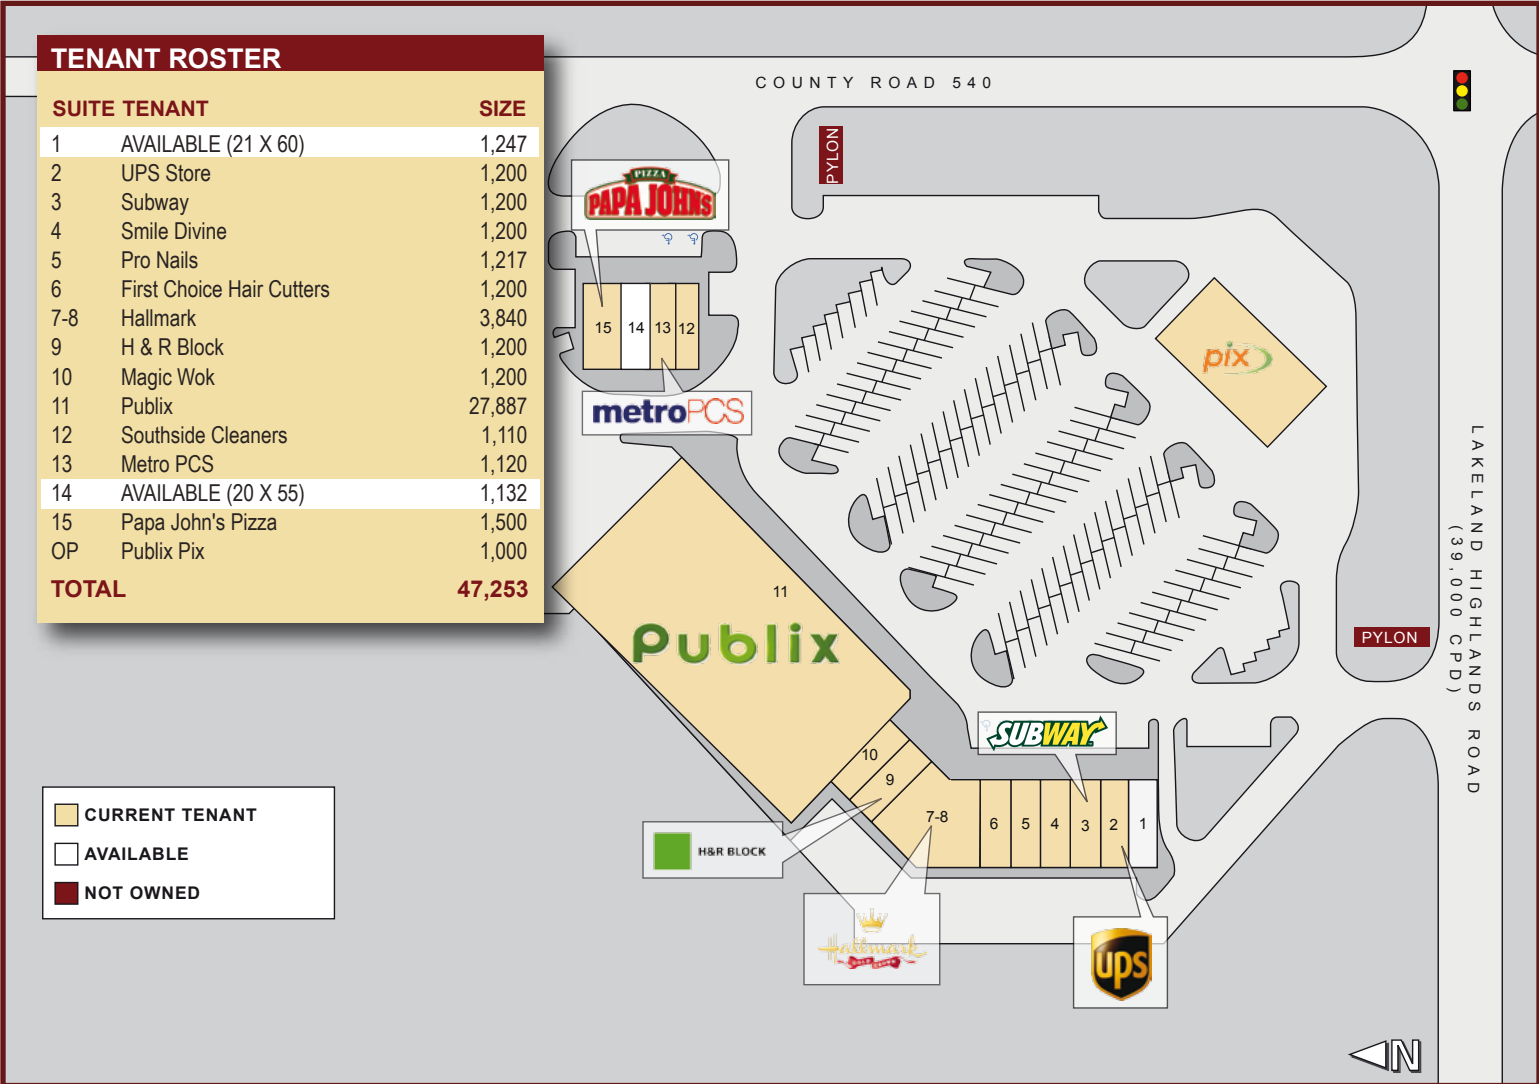 TENANT ROSTER
SUITE TENANT SIZE
1 AVAILABLE (21 X 60) 1,247
2 UPS Store 1,200
3 Subway 1,200
4 Smile Divine 1,200
5 Pro Nails 1,217
6 First Choice Hair Cutters 1,200
7-8 Hallmark 3,840
9 H & R Block 1,200
10 Magic Wok 1,200
11 Publix 27,887
12 Southside Cleaners 1,110
13 Metro PCS 1,120
14 AVAILABLE (20 X 55) 1,132
15 Papa John's Pizza 1,500
OP Publix Pix 1,000
TOTAL 47,253
COUNTY ROAD 540
PYLON
PIZZA
PAPA JOHNS
15 14 13 12
metroPCS
pix
LAKELAND HIGHLANDS ROAD
(39,000 CPD)
PYLON
11
Publix
SUBWAY
10
9
7-8 6 5 4 3 2 1
H&R BLOCK
Hallmark
GOLD CROWN
ups
CURRENT TENANT
AVAILABLE
NOT OWNED
N